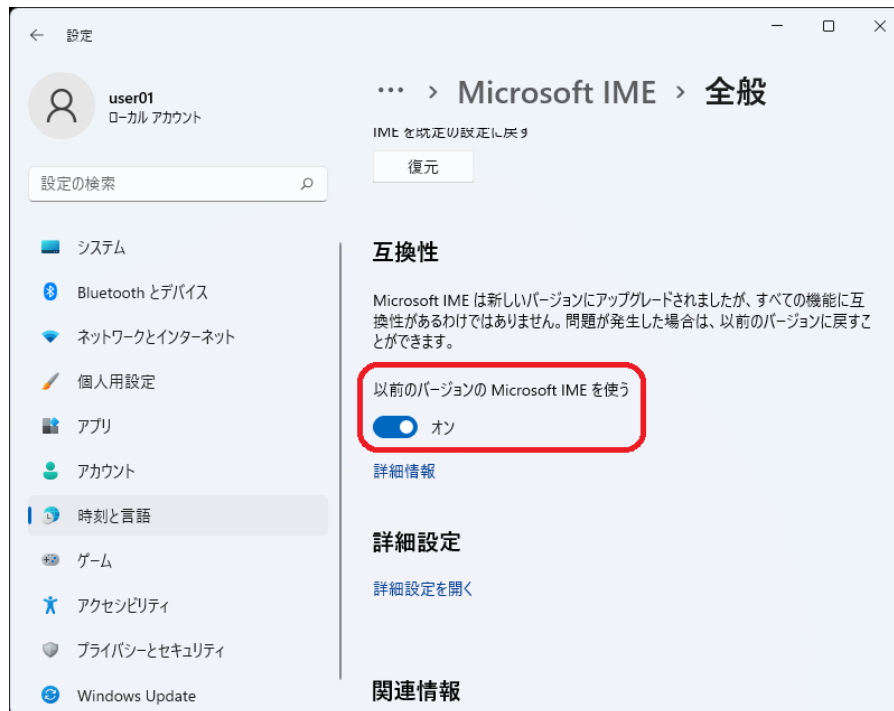 設定
user01
ローカル アカウント
設定の検索
システム
Bluetooth とデバイス
ネットワークとインターネット
個人用設定
アプリ
アカウント
時刻と言語
ゲーム
アクセシビリティ
プライバシーとセキュリティ
Windows Update
… › Microsoft IME › 全般
IME を既定の設定に戻す
復元
互換性
Microsoft IME は新しいバージョンにアップグレードされましたが、すべての機能に互
換性があるわけではありません。問題が発生した場合は、以前のバージョンに戻すこ
とができます。
以前のバージョンの Microsoft IME を使う
オン
詳細情報
詳細設定
詳細設定を開く
関連情報